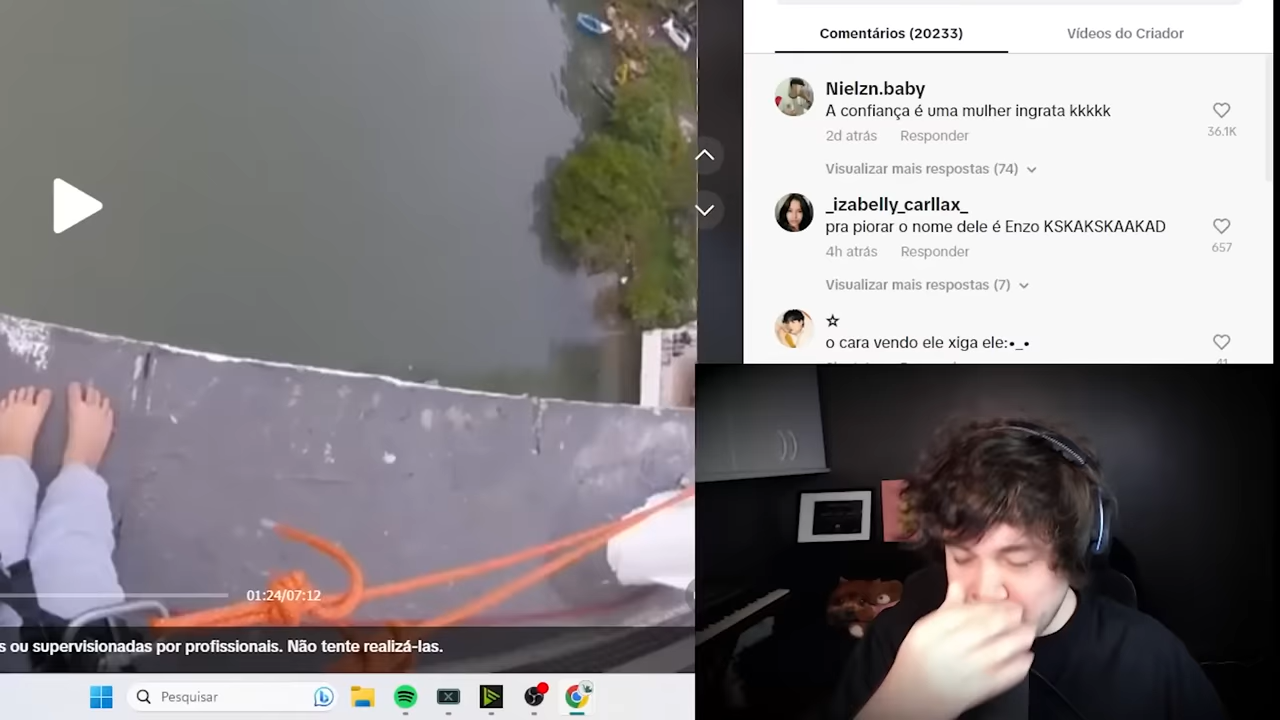 Comentários (20233)
Vídeos do Criador
Nielzn.baby
A confiança é uma mulher ingrata kkkkk
2d atrás Responder
36.1K
Visualizar mais respostas (74)
_izabelly_carllax_
pra piorar o nome dele é Enzo KSKAKSKAAKAD
4h atrás Responder
657
Visualizar mais respostas (7)
☆
o cara vendo ele xiga ele:•_•
01:24/07:12
s ou supervisionadas por profissionais. Não tente realizá-las.
Pesquisar